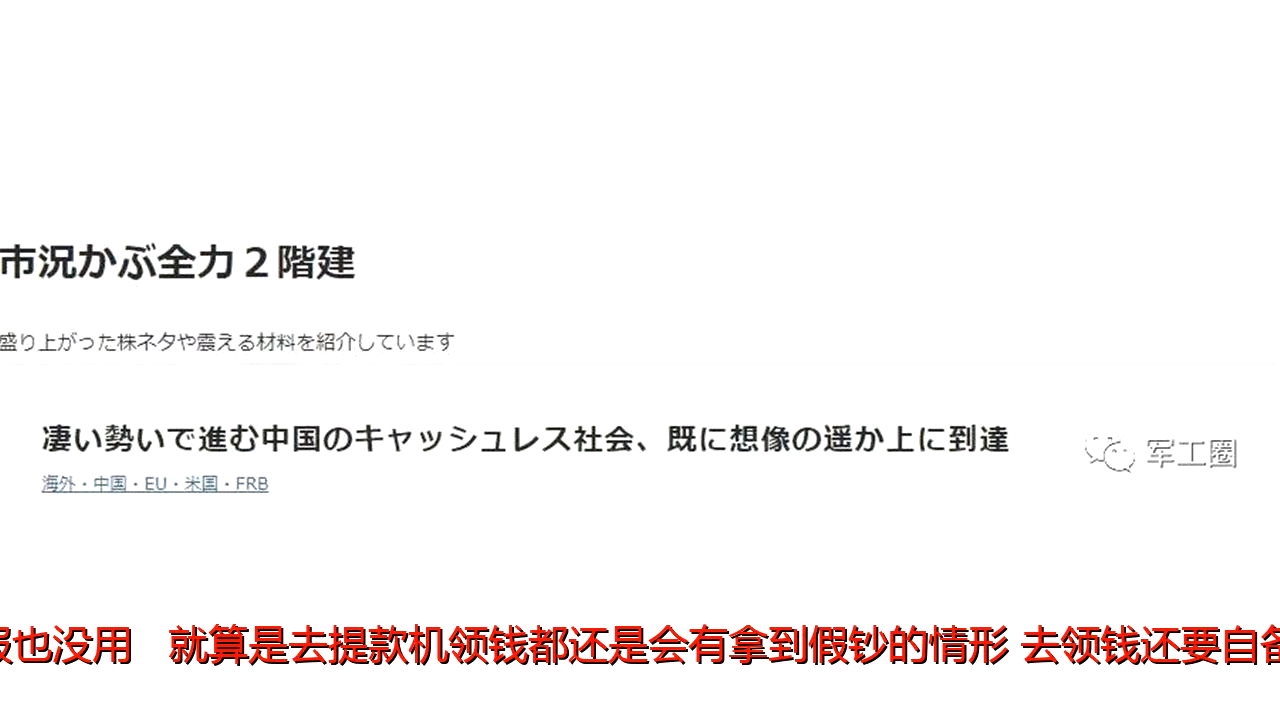 市況かぶ全力２階建
盛り上がった株ネタや震える材料を紹介しています
凄い勢いで進む中国のキャッシュレス社会、既に想像の遥か上に到達
军工圈
海外・中国・EU・米国・FRB
也没用 就算是去提款机领钱都还是会有拿到假钞的情形 去领钱还要自